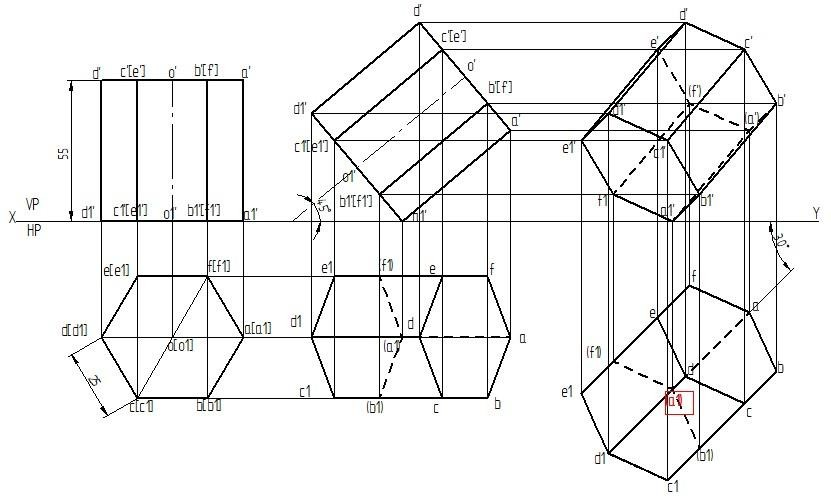 d' c'[e'] o' b'[f] a'
55
d1' c1'[e1'] o1' b1'[f1'] a1'
X VP
HP
e[e1] f[f1]
d[d1] o[o1] a[a1]
25
c[c1] b[b1]
d'
c'[e']
o'
b'[f]
d1'
a'
c1'[e1']
o1'
b1'[f1'] 45°
e1 (f1) e f
d1 (a1) d a
c1 (b1) c b
d'
e' c'
(f') b'
d1' (a')
e1' c1'
f1' b1'
a1' Y
30°
f
e a
(f1) d b
e1 (a1) c
d1 (b1)
c1